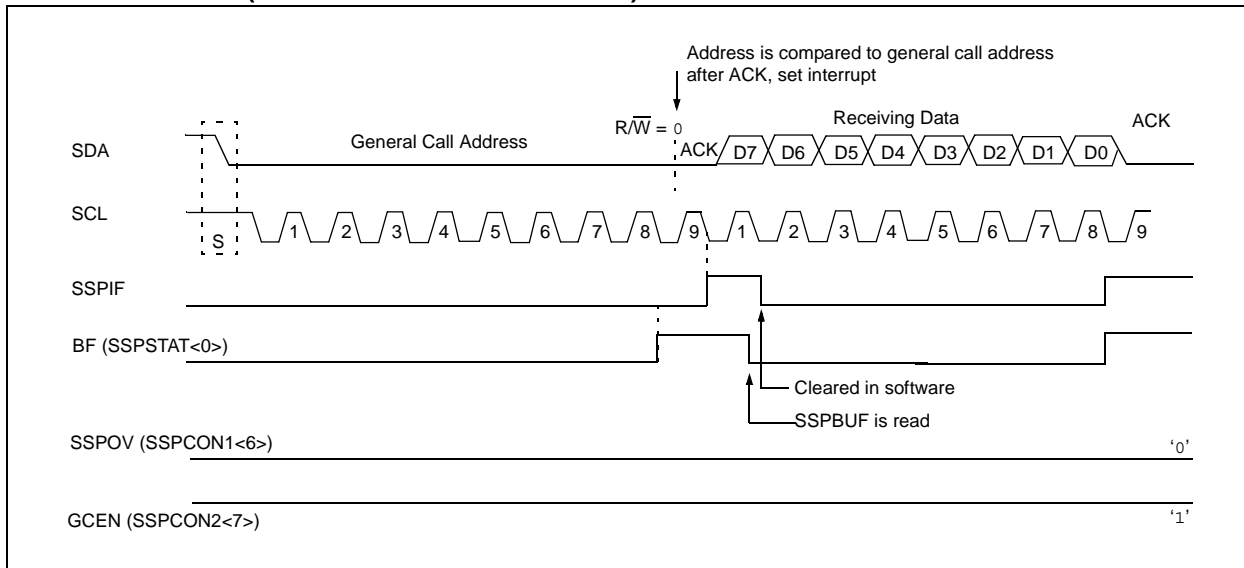 Address is compared to general call address
after ACK, set interrupt
R/W = 0
Receiving Data
ACK
General Call Address
SDA
ACK D7 D6 D5 D4 D3 D2 D1 D0
SCL
S
1 2 3 4 5 6 7 8 9 1 2 3 4 5 6 7 8 9
SSPIF
BF (SSPSTAT<0>)
Cleared in software
SSPBUF is read
SSPOV (SSPCON1<6>)
‘0’
GCEN (SSPCON2<7>)
‘1’